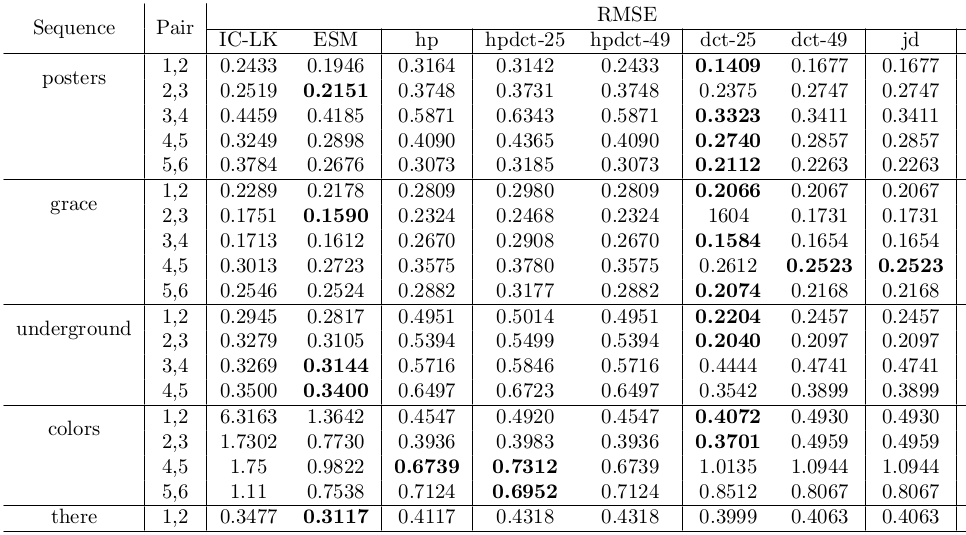 RMSE
Sequence Pair IC-LK ESM hp hpdct-25 hpdct-49 dct-25 dct-49 jd
posters 1,2 0.2433 0.1946 0.3164 0.3142 0.2433 0.1409 0.1677 0.1677
2,3 0.2519 0.2151 0.3748 0.3731 0.3748 0.2375 0.2747 0.2747
3,4 0.4459 0.4185 0.5871 0.6343 0.5871 0.3323 0.3411 0.3411
4,5 0.3249 0.2898 0.4090 0.4365 0.4090 0.2740 0.2857 0.2857
5,6 0.3784 0.2676 0.3073 0.3185 0.3073 0.2112 0.2263 0.2263
grace 1,2 0.2289 0.2178 0.2809 0.2980 0.2809 0.2066 0.2067 0.2067
2,3 0.1751 0.1590 0.2324 0.2468 0.2324 1604 0.1731 0.1731
3,4 0.1713 0.1612 0.2670 0.2908 0.2670 0.1584 0.1654 0.1654
4,5 0.3013 0.2723 0.3575 0.3780 0.3575 0.2612 0.2523 0.2523
5,6 0.2546 0.2524 0.2882 0.3177 0.2882 0.2074 0.2168 0.2168
underground 1,2 0.2945 0.2817 0.4951 0.5014 0.4951 0.2204 0.2457 0.2457
2,3 0.3279 0.3105 0.5394 0.5499 0.5394 0.2040 0.2097 0.2097
3,4 0.3269 0.3144 0.5716 0.5846 0.5716 0.4444 0.4741 0.4741
4,5 0.3500 0.3400 0.6497 0.6723 0.6497 0.3542 0.3899 0.3899
colors 1,2 6.3163 1.3642 0.4547 0.4920 0.4547 0.4072 0.4930 0.4930
2,3 1.7302 0.7730 0.3936 0.3983 0.3936 0.3701 0.4959 0.4959
4,5 1.75 0.9822 0.6739 0.7312 0.6739 1.0135 1.0944 1.0944
5,6 1.11 0.7538 0.7124 0.6952 0.7124 0.8512 0.8067 0.8067
there 1,2 0.3477 0.3117 0.4117 0.4318 0.4318 0.3999 0.4063 0.4063